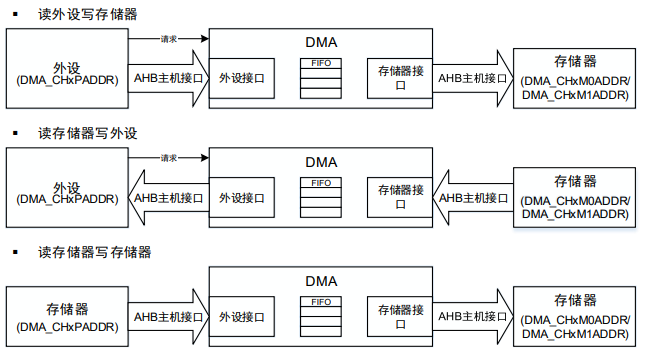 ▪ 读外设写存储器
请求
DMA
外设
(DMA_CHxPADDR)
AHB主机接口
外设接口
FIFO
存储器接
口
AHB主机接口
存储器
(DMA_CHxM0ADDR/
DMA_CHxM1ADDR)
▪ 读存储器写外设
请求
DMA
外设
(DMA_CHxPADDR)
AHB主机接口
外设接口
FIFO
存储器接
口
AHB主机接口
存储器
(DMA_CHxM0ADDR/
DMA_CHxM1ADDR)
▪ 读存储器写存储器
DMA
存储器
(DMA_CHxPADDR)
AHB主机接口
外设接口
FIFO
存储器接
口
AHB主机接口
存储器
(DMA_CHxM0ADDR/
DMA_CHxM1ADDR)